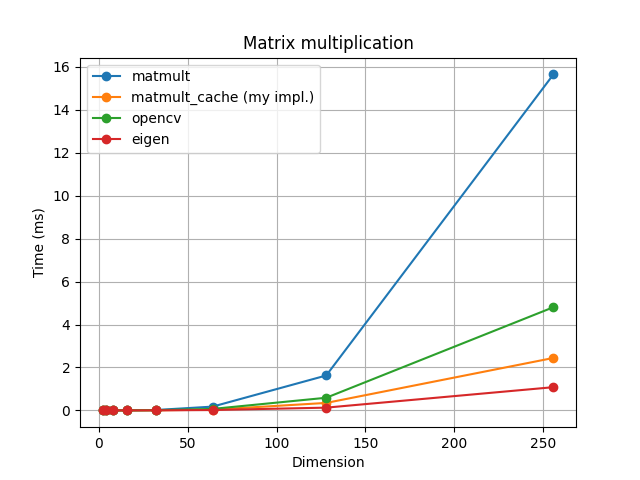 Matrix multiplication
matmult
matmult_cache (my impl.)
opencv
eigen
Time (ms)
16
14
12
10
8
6
4
2
0
0 50 100 150 200 250
Dimension